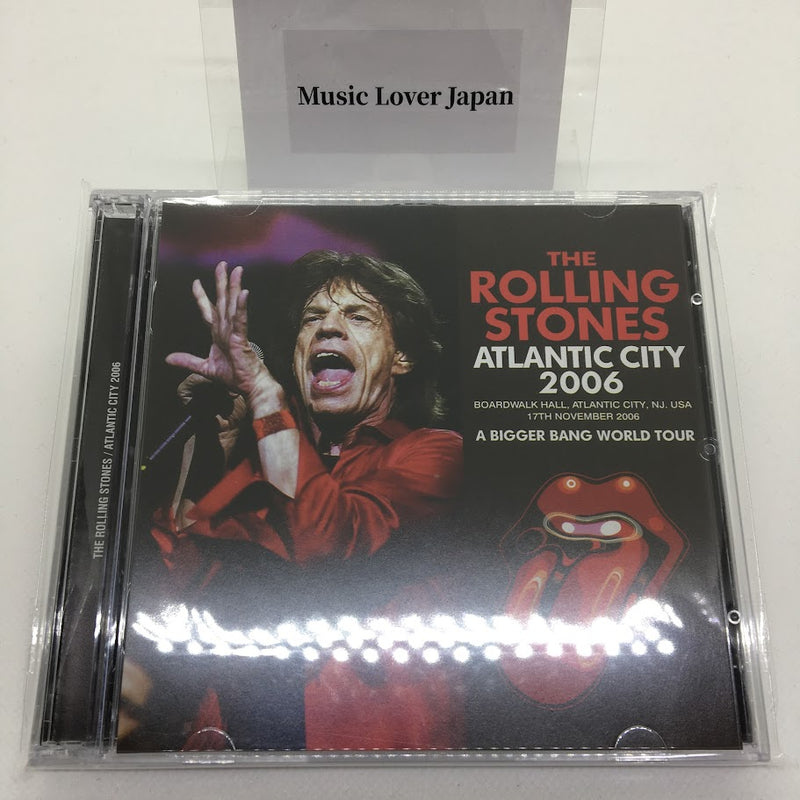 Music Lover Japan
THE ROLLING STONES / ATLANTIC CITY 2006
THE
ROLLING
STONES
ATLANTIC CITY
2006
BOARDWALK HALL, ATLANTIC CITY, NJ. USA
17TH NOVEMBER 2006
A BIGGER BANG WORLD TOUR